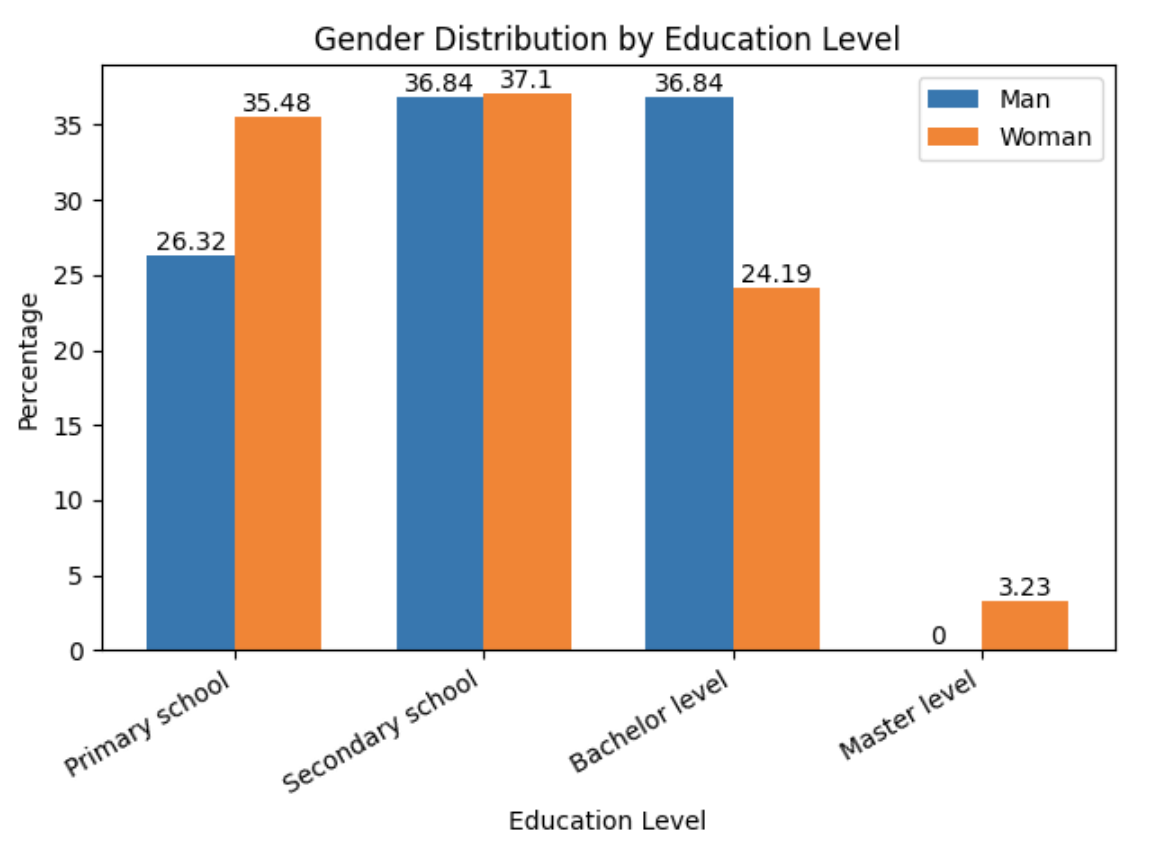 Gender Distribution by Education Level
Man
Woman
36.84
37.1
36.84
35.48
26.32
24.19
3.23
0
35
30
25
20
15
10
5
0
Percentage
Primary school
Secondary school
Bachelor level
Master level
Education Level